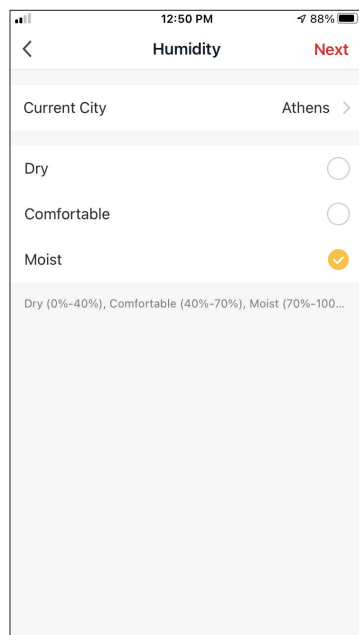 12:50 PM 88%
Humidity Next
Current City Athens
Dry
Comfortable
Moist
Dry (0%-40%), Comfortable (40%-70%), Moist (70%-100...